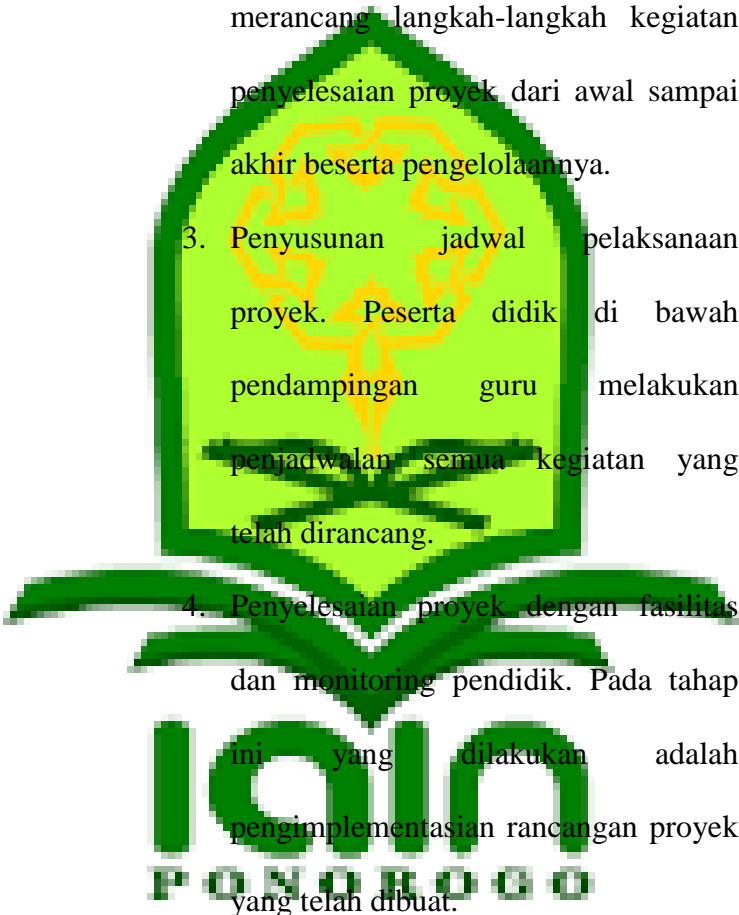 merancang langkah-langkah kegiatan
penyelesaian proyek dari awal sampai
akhir beserta pengelolaannya.
3. Penyusunan jadwal pelaksanaan
proyek. Peserta didik di bawah
pendampingan guru melakukan
penjadwalan semua kegiatan yang
telah dirancang.
4. Penyelesaian proyek dengan fasilitas
dan monitoring pendidik. Pada tahap
ini yang dilakukan adalah
pengimplementasian rancangan proyek
yang telah dibuat.
iain
PONOROGO